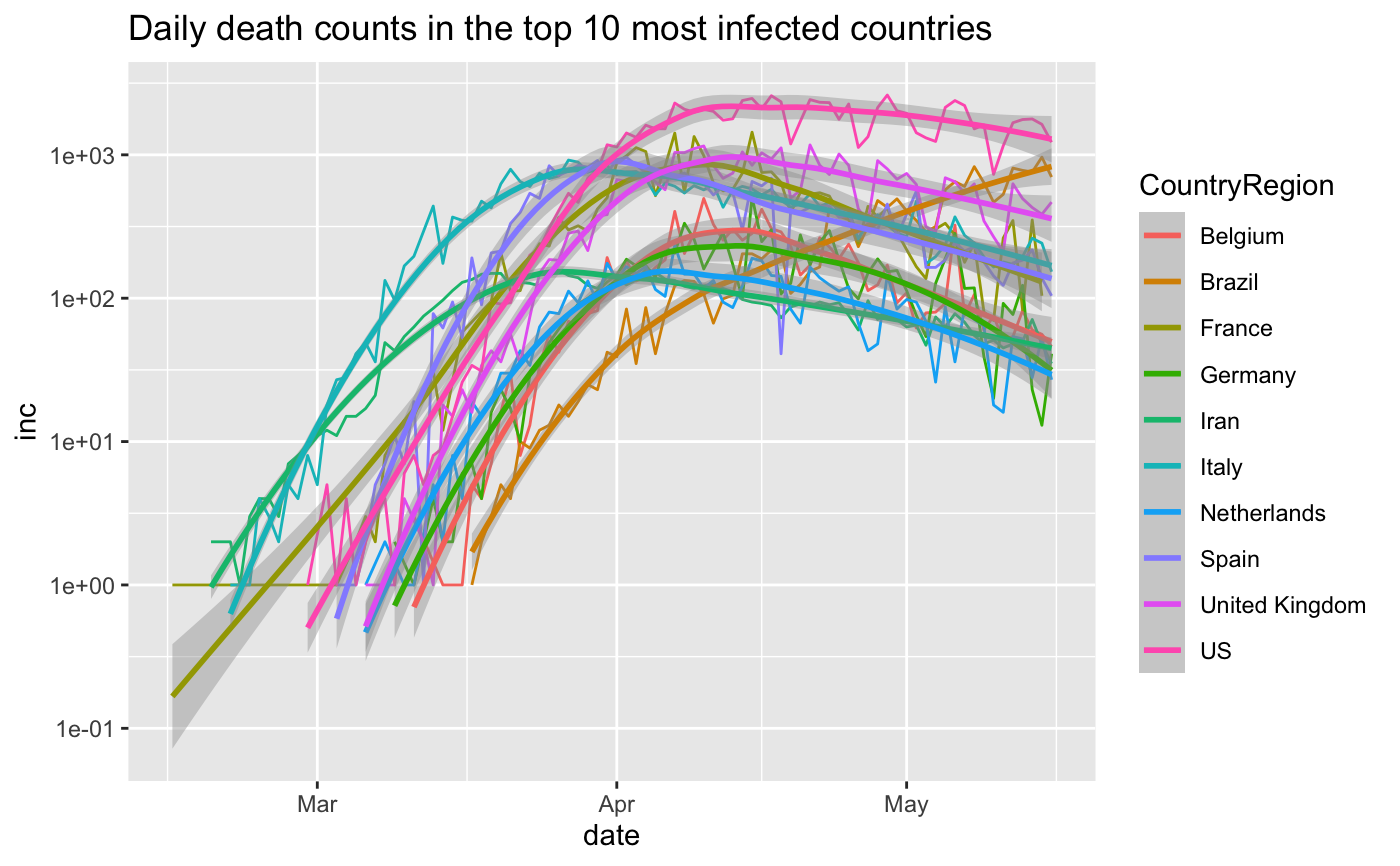 Daily death counts in the top 10 most infected countries
inc
1e+03
1e+02
1e+01
1e+00
1e-01
Mar
Apr
May
date
CountryRegion
Belgium
Brazil
France
Germany
Iran
Italy
Netherlands
Spain
United Kingdom
US